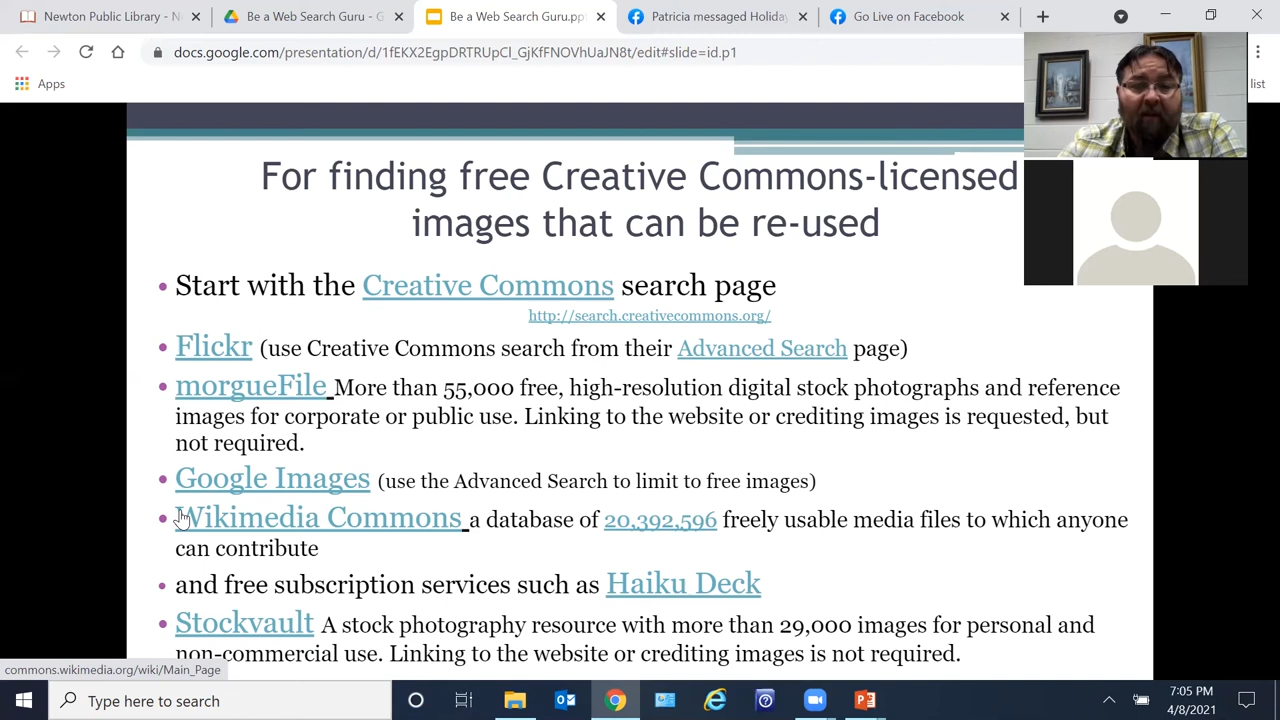 Newton Public Library - N
Be a Web Search Guru - G
Be a Web Search Guru.pp
Patricia messaged Holiday
Go Live on Facebook
docs.google.com/presentation/d/1fEKX2EgpDRTRUpCl_GjKfFNOVhUaJN8t/edit#slide=id.p1
Apps
list
For finding free Creative Commons-licensed
images that can be re-used
• Start with the Creative Commons search page
http://search.creativecommons.org/
• Flickr (use Creative Commons search from their Advanced Search page)
• morgueFile More than 55,000 free, high-resolution digital stock photographs and reference
images for corporate or public use. Linking to the website or crediting images is requested, but
not required.
• Google Images (use the Advanced Search to limit to free images)
• Wikimedia Commons a database of 20,392,596 freely usable media files to which anyone
can contribute
• and free subscription services such as Haiku Deck
• Stockvault A stock photography resource with more than 29,000 images for personal and
non-commercial use. Linking to the website or crediting images is not required.
commons.wikimedia.org/wiki/Main_Page
Type here to search
7:05 PM
4/8/2021